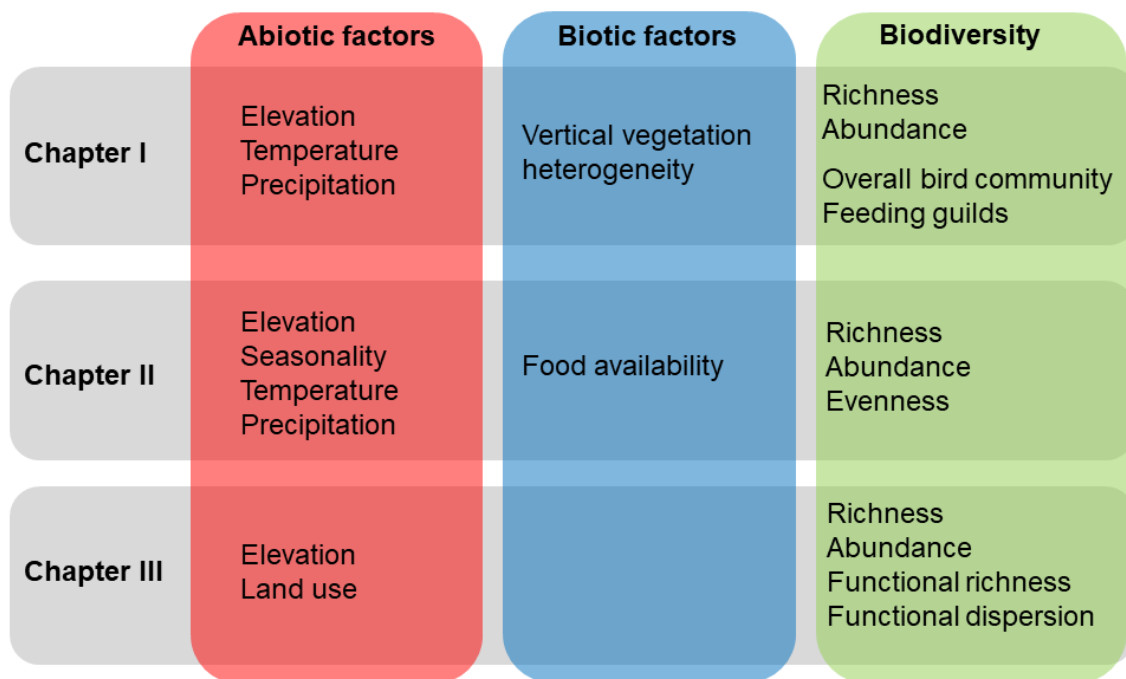 Abiotic factors
Biotic factors
Biodiversity
Chapter I
Elevation
Temperature
Precipitation
Vertical vegetation
heterogeneity
Richness
Abundance
Overall bird community
Feeding guilds
Chapter II
Elevation
Seasonality
Temperature
Precipitation
Food availability
Richness
Abundance
Evenness
Chapter III
Elevation
Land use
Richness
Abundance
Functional richness
Functional dispersion